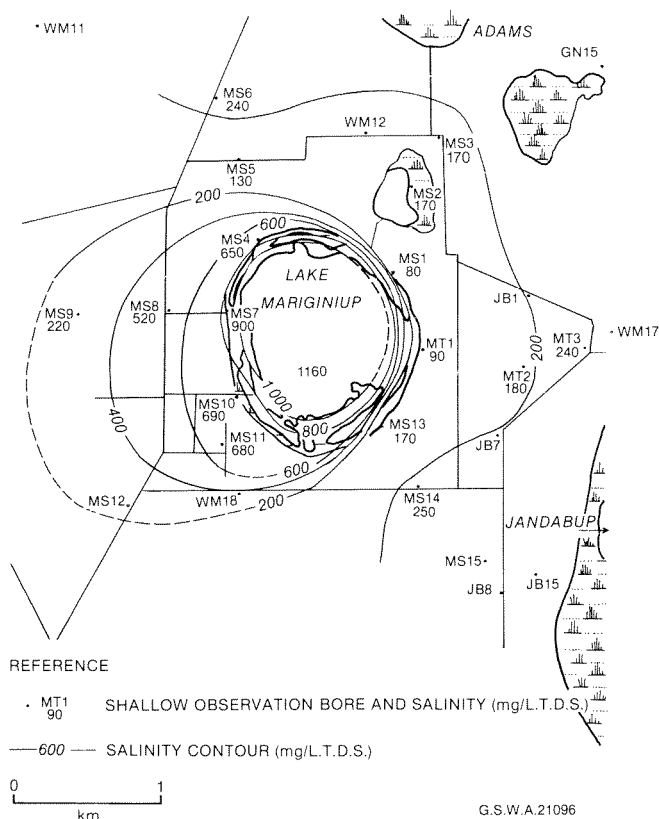 WM11
ADAMS
GN15
MS6
240
WM12
MS3
170
MS5
130
MS2
170
200
600
MS4
650
LAKE
MARIGINIUP
MS1
80
MS9
220
MS8
520
MS7
900
JB1
200
WM17
MT3
240
MT1
90
MT2
180
1160
1000
MS10
690
800
MS13
170
400
MS11
680
600
JB7
MS12
WM18
200
MS14
250
JANDABUP
MS15
JB15
JB8
REFERENCE
MT1
90
SHALLOW OBSERVATION BORE AND SALINITY (mg/L.T.D.S.)
600
SALINITY CONTOUR (mg/L.T.D.S.)
0 1
km
G.S.W.A.21096